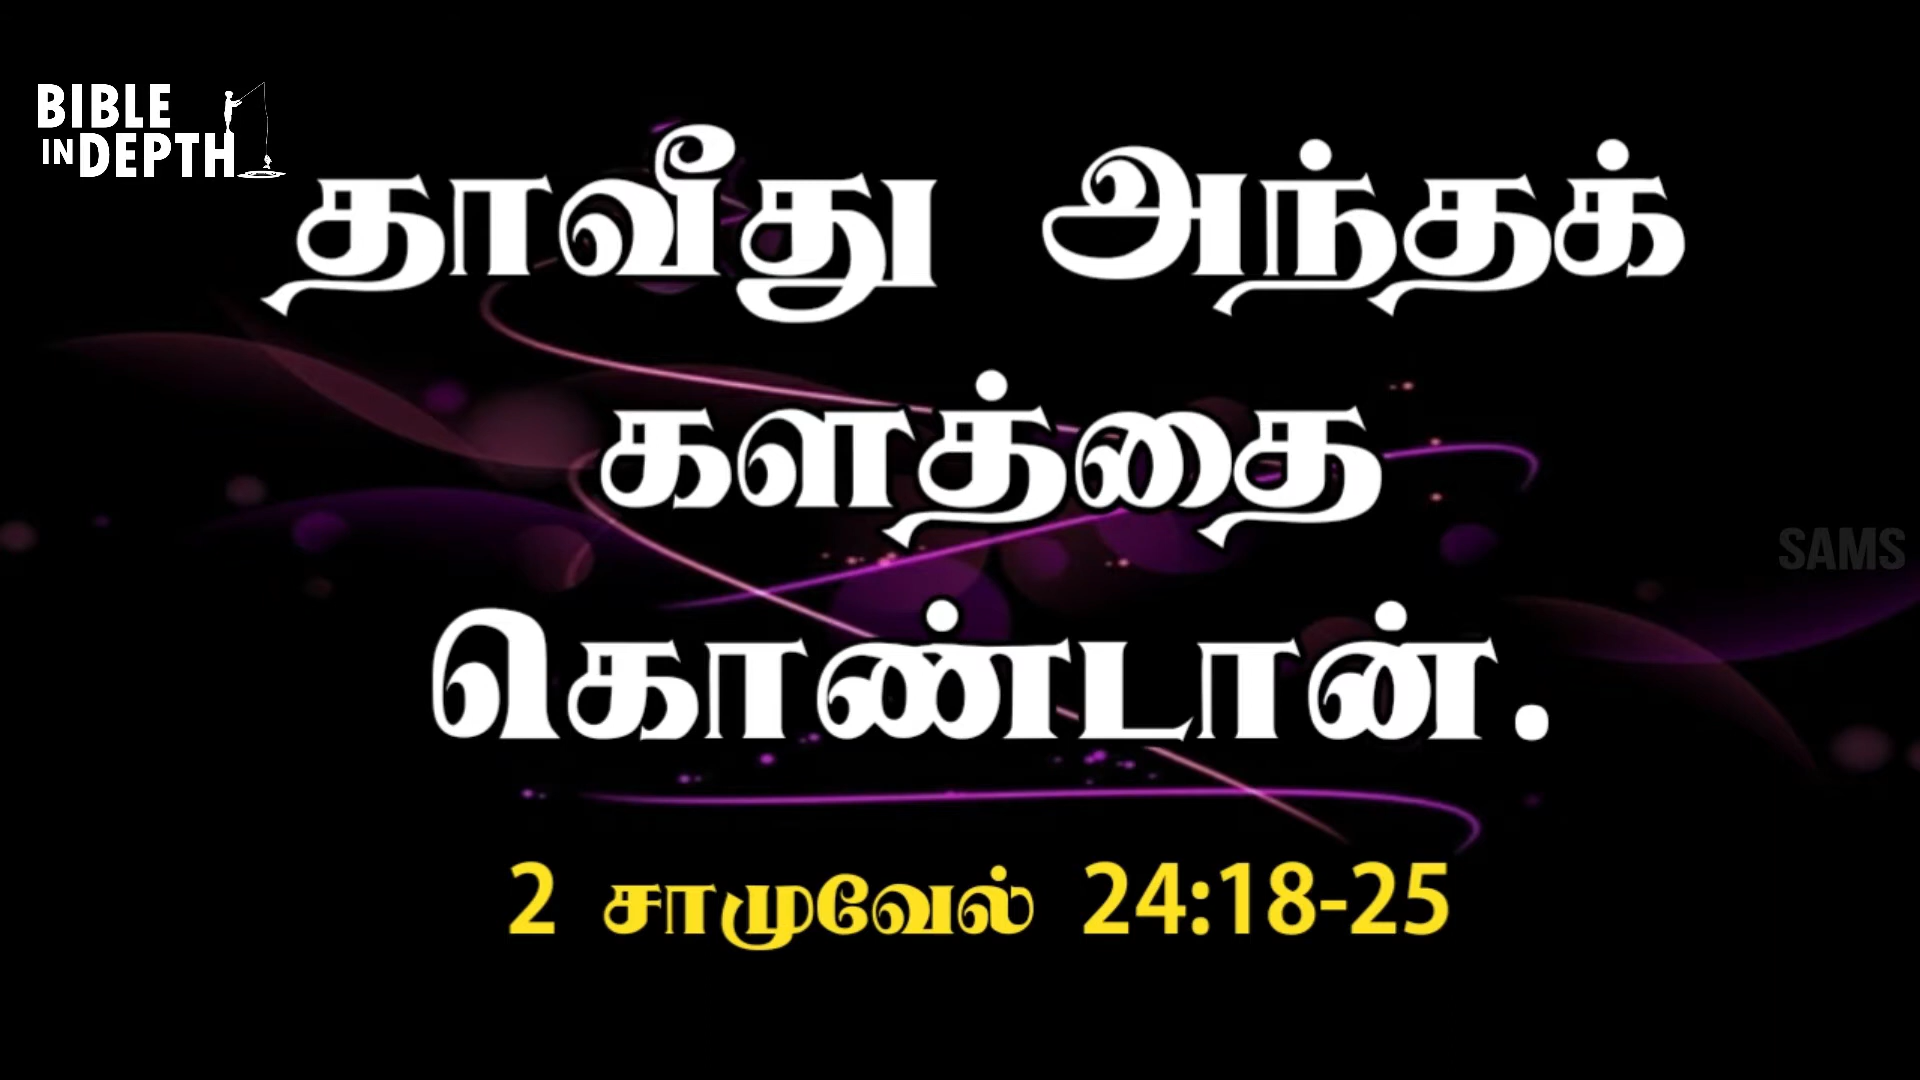 BIBLE
IN DEPTH
தாவீது அந்தக்
களத்தை
கொண்டான்.
SAMS
2 சாமுவேல் 24:18-25